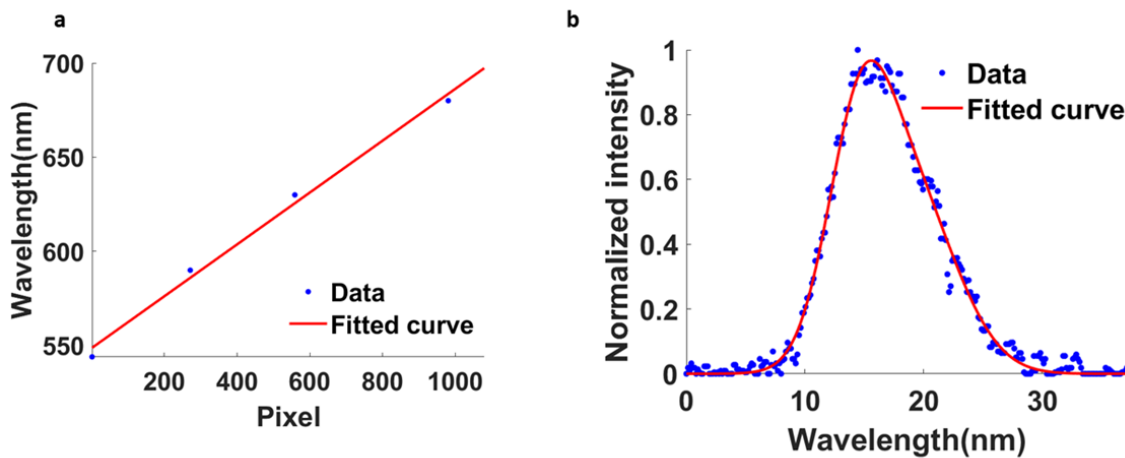 a
Wavelength(nm)
700
650
600
550
200
400
600
800
1000
Pixel
Data
Fitted curve
b
Normalized intensity
1
0.8
0.6
0.4
0.2
0
0
10
20
30
Wavelength(nm)
Data
Fitted curve